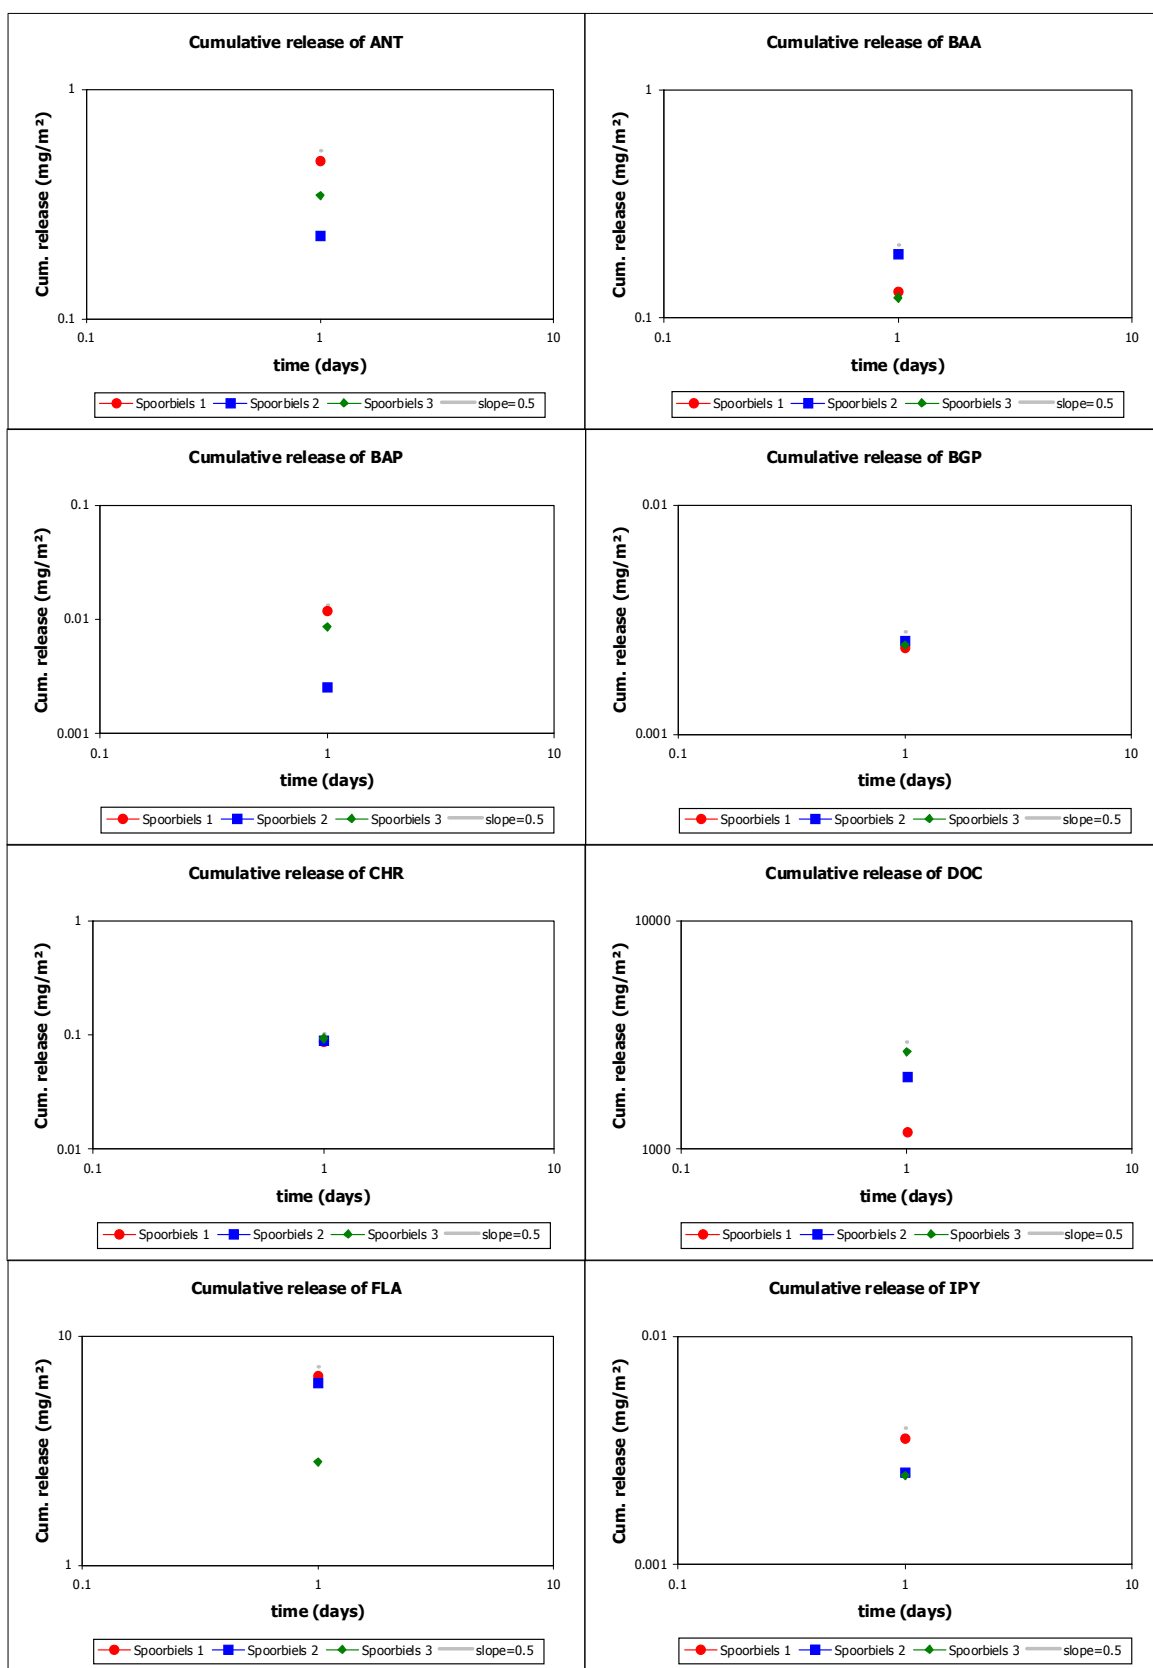 Cumulative release of ANT
Cum. release (mg/m²)
1
0.1
0.1
1
10
time (days)
Spoorbiels 1 Spoorbiels 2 Spoorbiels 3 slope=0.5
Cumulative release of BAA
Cum. release (mg/m²)
1
0.1
0.1
1
10
time (days)
Spoorbiels 1 Spoorbiels 2 Spoorbiels 3 slope=0.5
Cumulative release of BAP
Cum. release (mg/m²)
0.1
0.01
0.001
0.1
1
10
time (days)
Spoorbiels 1 Spoorbiels 2 Spoorbiels 3 slope=0.5
Cumulative release of BGP
Cum. release (mg/m²)
0.01
0.001
0.1
1
10
time (days)
Spoorbiels 1 Spoorbiels 2 Spoorbiels 3 slope=0.5
Cumulative release of CHR
Cum. release (mg/m²)
1
0.1
0.01
0.1
1
10
time (days)
Spoorbiels 1 Spoorbiels 2 Spoorbiels 3 slope=0.5
Cumulative release of DOC
Cum. release (mg/m²)
10000
1000
0.1
1
10
time (days)
Spoorbiels 1 Spoorbiels 2 Spoorbiels 3 slope=0.5
Cumulative release of FLA
Cum. release (mg/m²)
10
1
0.1
1
10
time (days)
Spoorbiels 1 Spoorbiels 2 Spoorbiels 3 slope=0.5
Cumulative release of IPY
Cum. release (mg/m²)
0.01
0.001
0.1
1
10
time (days)
Spoorbiels 1 Spoorbiels 2 Spoorbiels 3 slope=0.5